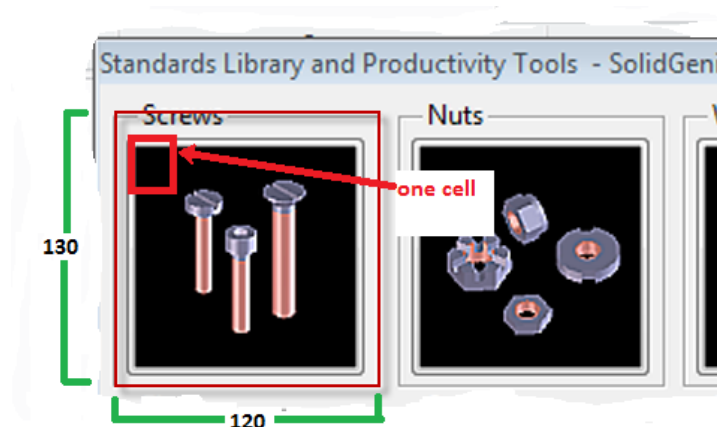 Standards Library and Productivity Tools - SolidGeni
Screws
Nuts
one cell
130
120